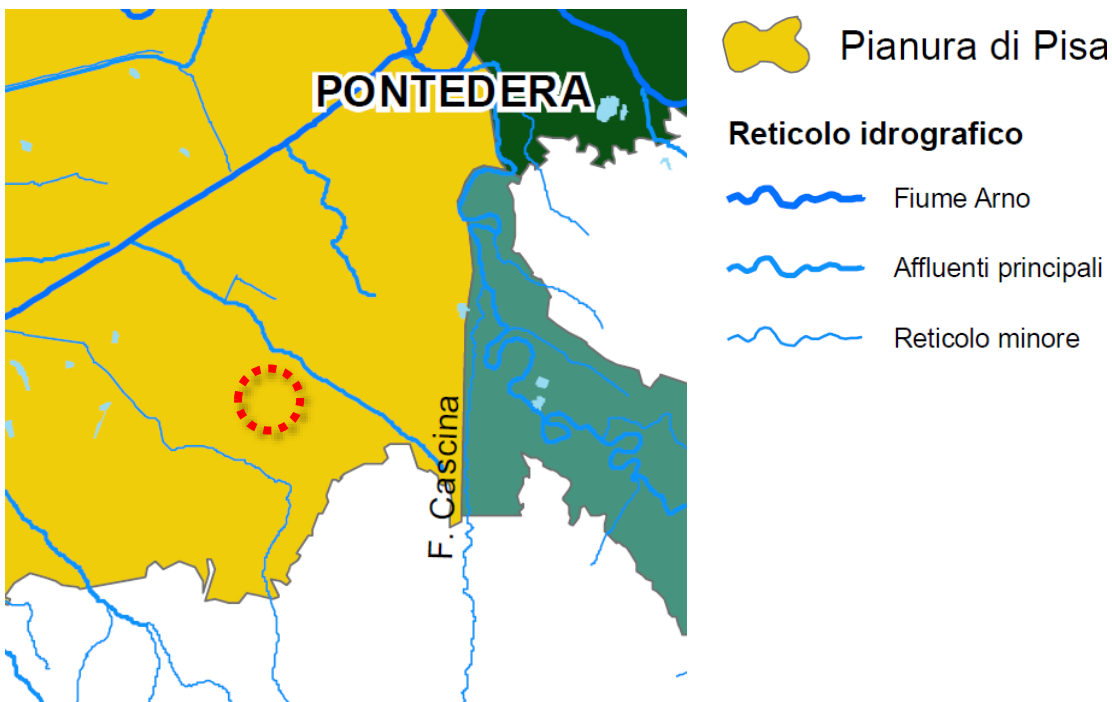 PONTEDERA
F. Cascina
Pianura di Pisa
Reticolo idrografico
Fiume Arno
Affluenti principali
Reticolo minore